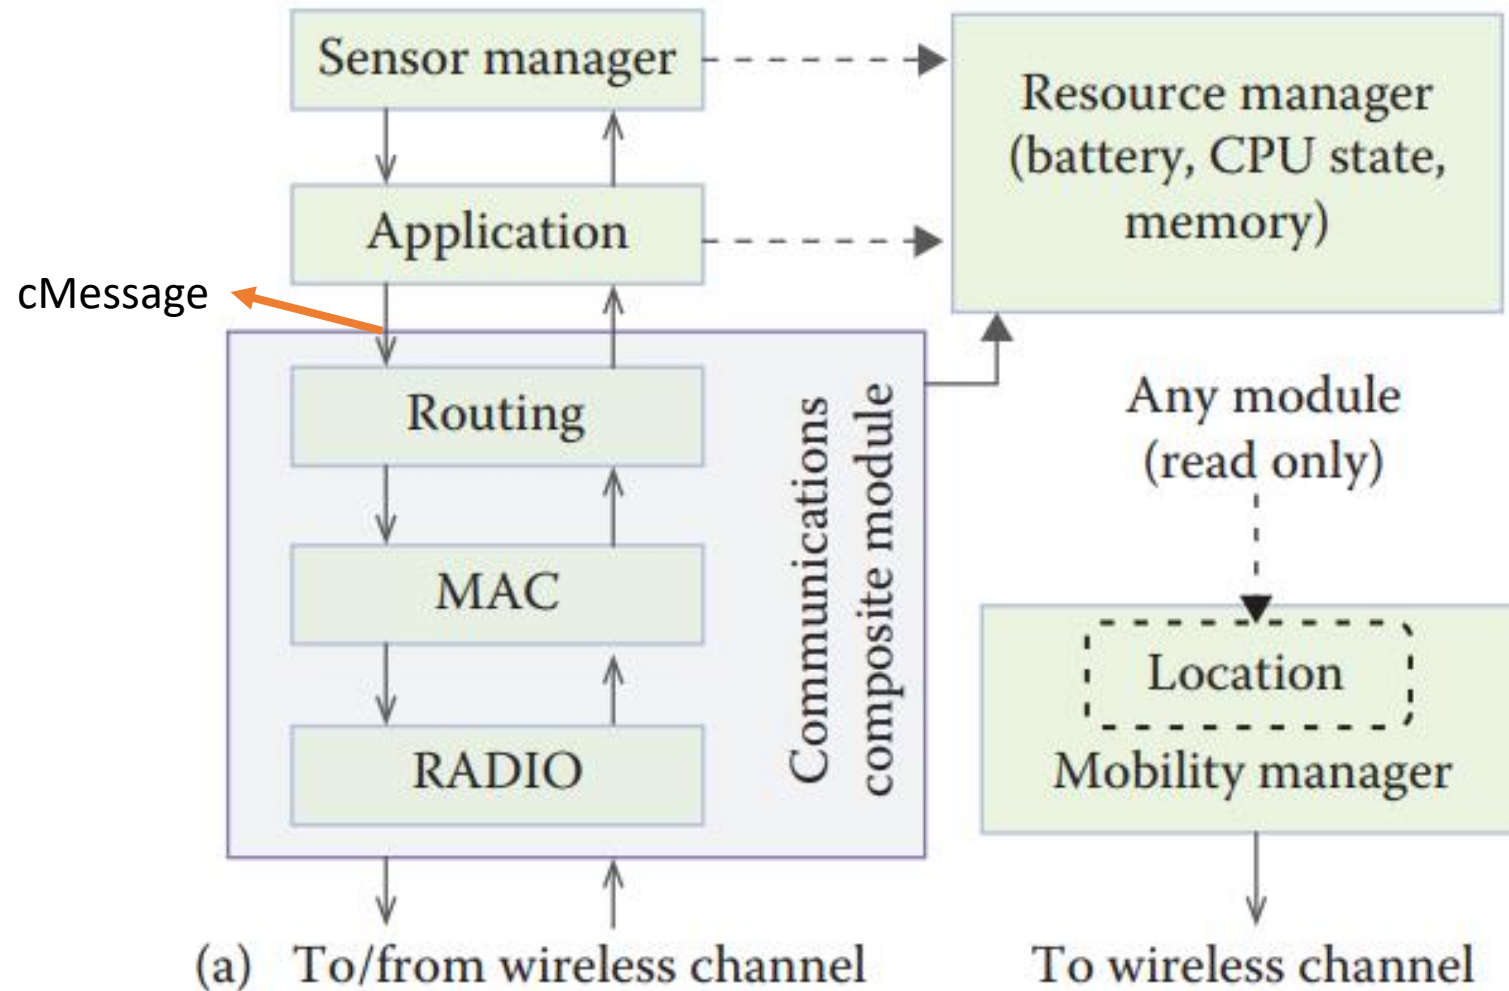 Sensor manager
Resource manager
(battery, CPU state,
memory)
Application
cMessage
Routing
MAC
RADIO
Communications
composite module
Any module
(read only)
Location
Mobility manager
(a) To/from wireless channel
To wireless channel